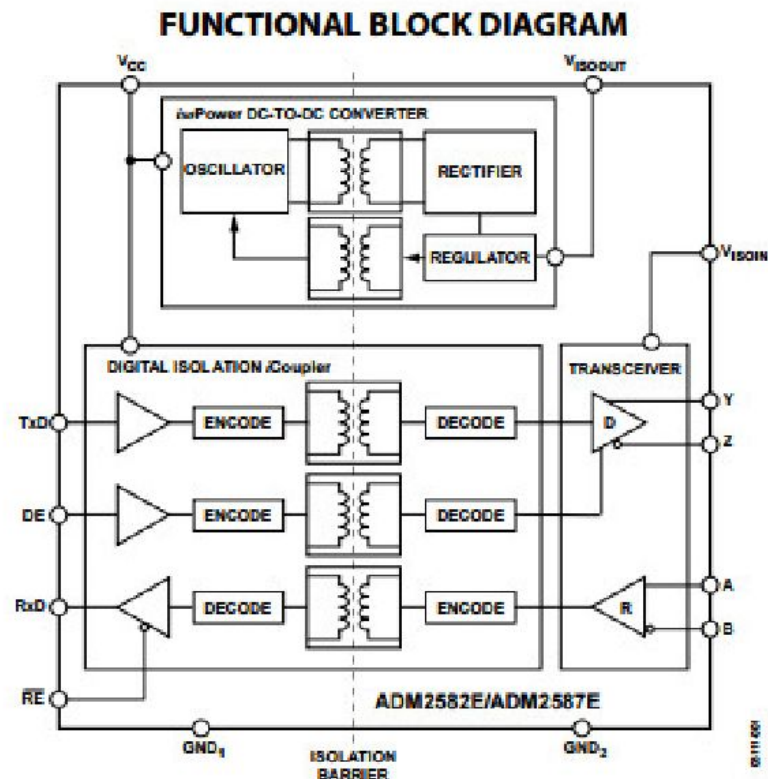 FUNCTIONAL BLOCK DIAGRAM
VCC
VISOOUT
isoPower DC-TO-DC CONVERTER
OSCILLATOR
RECTIFIER
REGULATOR
VISOIN
DIGITAL ISOLATION iCoupler
TRANSCEIVER
TxD
ENCODE
DECODE
D
Y
Z
DE
ENCODE
DECODE
RxD
DECODE
ENCODE
R
A
B
RE
ADM2582E/ADM2587E
GND1
ISOLATION
BARRIER
GND2